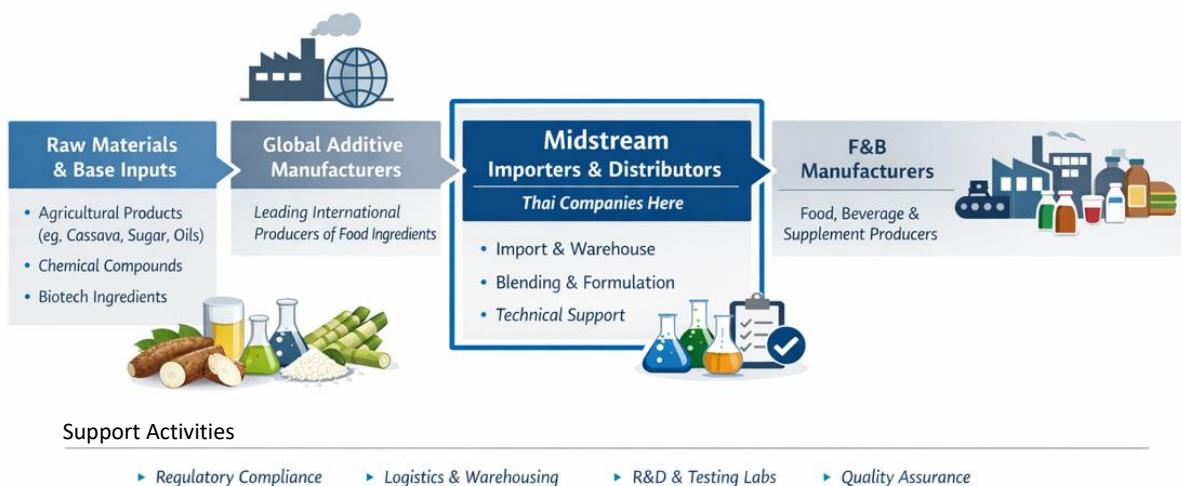 Raw Materials
& Base Inputs
• Agricultural Products
(eg, Cassava, Sugar, Oils)
• Chemical Compounds
• Biotech Ingredients
Global Additive
Manufacturers
Leading International
Producers of Food Ingredients
Midstream
Importers & Distributors
Thai Companies Here
• Import & Warehouse
• Blending & Formulation
• Technical Support
F&B
Manufacturers
Food, Beverage &
Supplement Producers
Support Activities
Regulatory Compliance
Logistics & Warehousing
R&D & Testing Labs
Quality Assurance